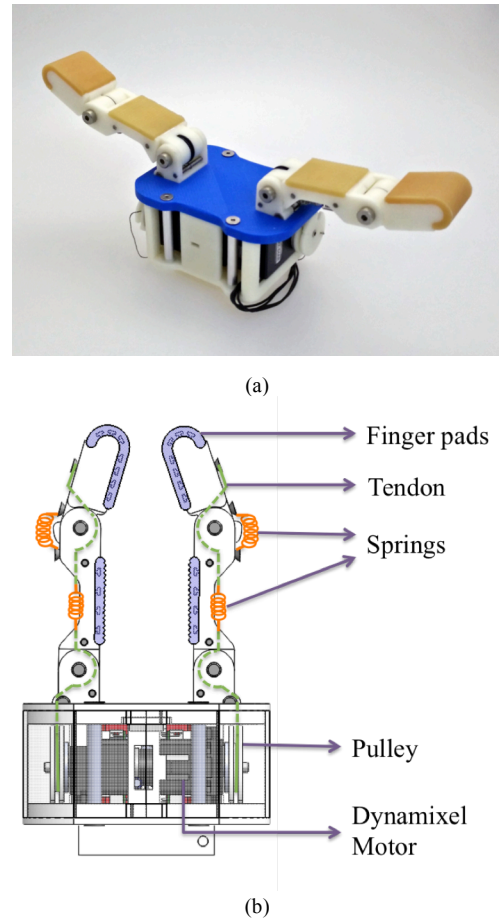 (a)
Finger pads
Tendon
Springs
Pulley
Dynamixel
Motor
(b)